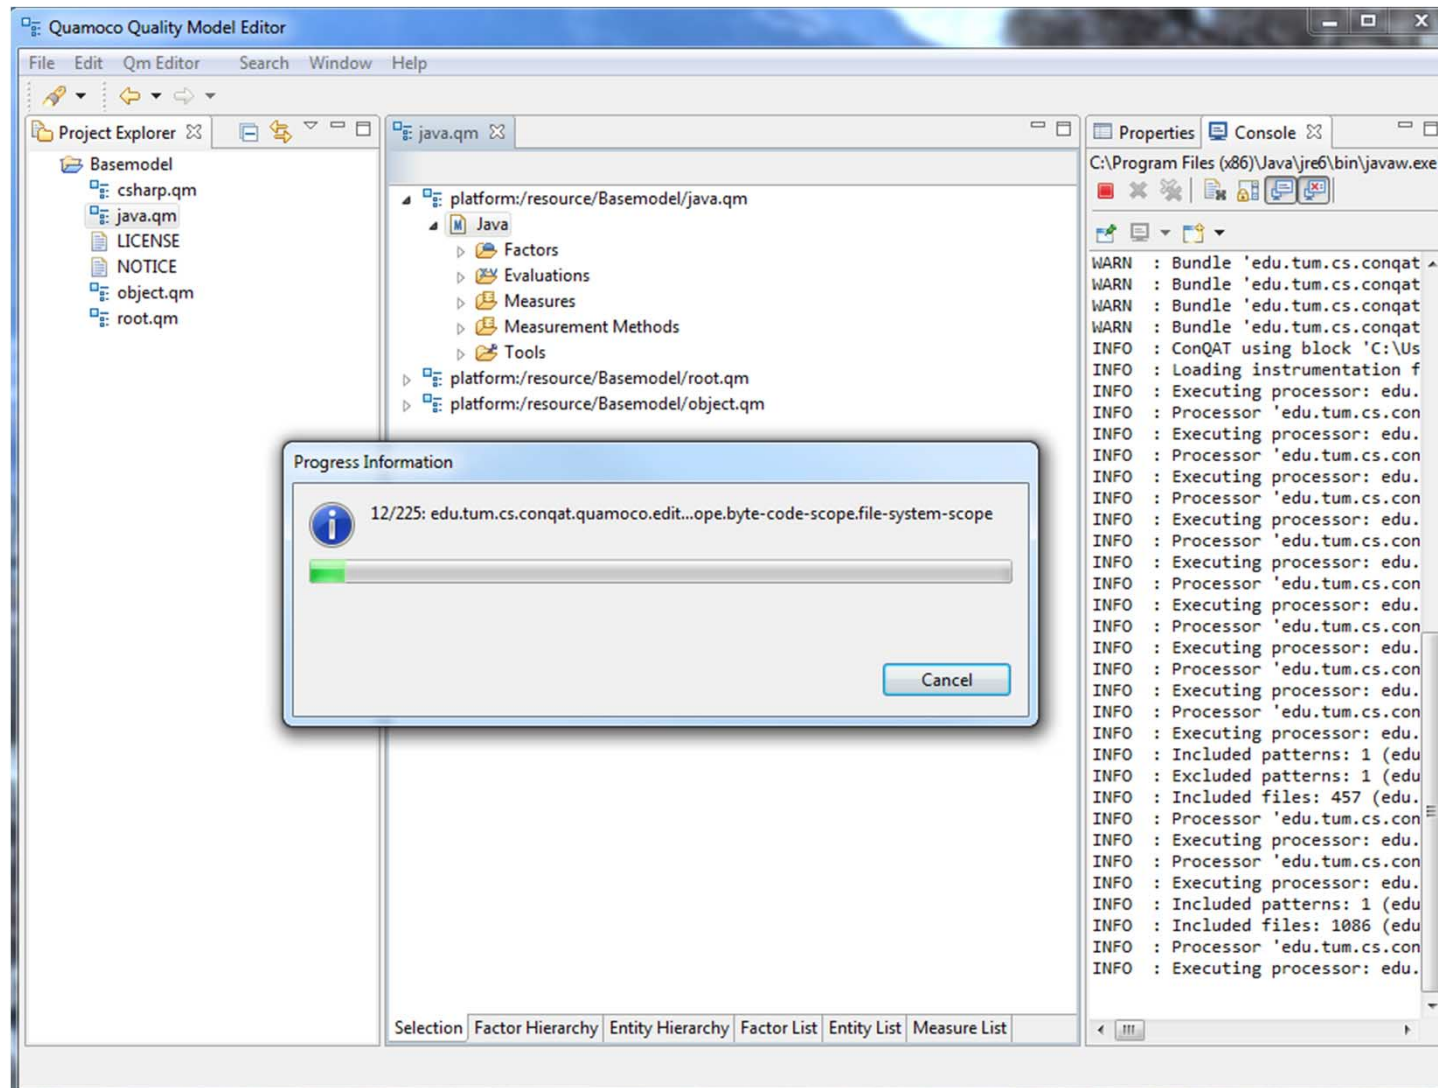 Quamoco Quality Model Editor
File Edit Qm Editor Search Window Help
Project Explorer
Basemodel
csharp.qm
java.qm
LICENSE
NOTICE
object.qm
root.qm
java.qm
platform:/resource/Basemodel/java.qm
Java
Factors
Evaluations
Measures
Measurement Methods
Tools
platform:/resource/Basemodel/root.qm
platform:/resource/Basemodel/object.qm
Progress Information
12/225: edu.tum.cs.conqat.quamoco.edit...ope.byte-code-scope.file-system-scope
Cancel
Selection Factor Hierarchy Entity Hierarchy Factor List Entity List Measure List
Properties Console
C:\Program Files (x86)\Java\jre6\bin\javaw.exe
WARN : Bundle 'edu.tum.cs.conqat
WARN : Bundle 'edu.tum.cs.conqat
WARN : Bundle 'edu.tum.cs.conqat
WARN : Bundle 'edu.tum.cs.conqat
INFO : ConQAT using block 'C:\Us
INFO : Loading instrumentation f
INFO : Executing processor: edu.
INFO : Processor 'edu.tum.cs.con
INFO : Executing processor: edu.
INFO : Processor 'edu.tum.cs.con
INFO : Executing processor: edu.
INFO : Processor 'edu.tum.cs.con
INFO : Executing processor: edu.
INFO : Processor 'edu.tum.cs.con
INFO : Executing processor: edu.
INFO : Processor 'edu.tum.cs.con
INFO : Executing processor: edu.
INFO : Processor 'edu.tum.cs.con
INFO : Executing processor: edu.
INFO : Processor 'edu.tum.cs.con
INFO : Executing processor: edu.
INFO : Processor 'edu.tum.cs.con
INFO : Executing processor: edu.
INFO : Included patterns: 1 (edu
INFO : Excluded patterns: 1 (edu
INFO : Included files: 457 (edu.
INFO : Processor 'edu.tum.cs.con
INFO : Executing processor: edu.
INFO : Processor 'edu.tum.cs.con
INFO : Executing processor: edu.
INFO : Included patterns: 1 (edu
INFO : Included files: 1086 (edu
INFO : Processor 'edu.tum.cs.con
INFO : Executing processor: edu.